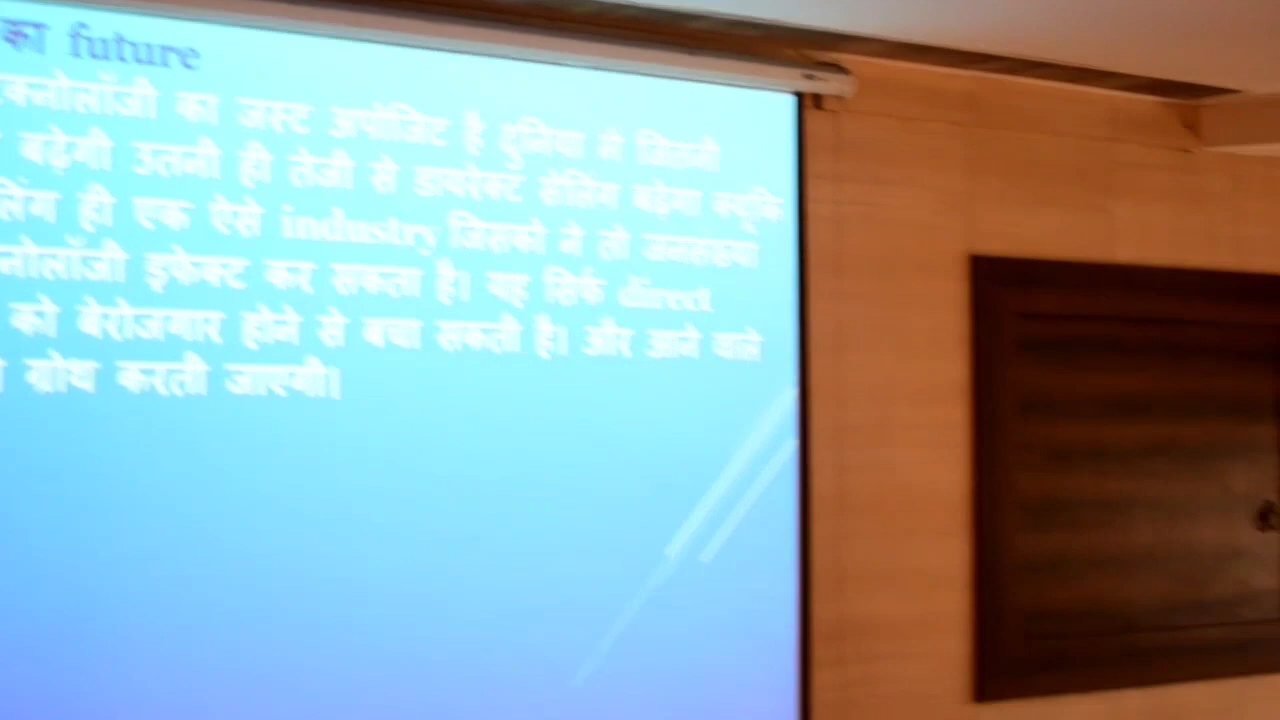 का future
क्नोलॉजी का जस्ट अपोजिट है दुनिया मे जितनी
बढ़ेगी उतनी ही तेजी से डायरेक्ट सेलिंग बढ़ेगा क्यूकि
लिंग ही एक ऐसे industry जिसको ने तो जनसंख्या
नोलॉजी इफेक्ट कर सकता है। यह सिर्फ direct
को बेरोजगार होने से बचा सकती है। और आने वाले
ग्रोथ करती जाएगी।